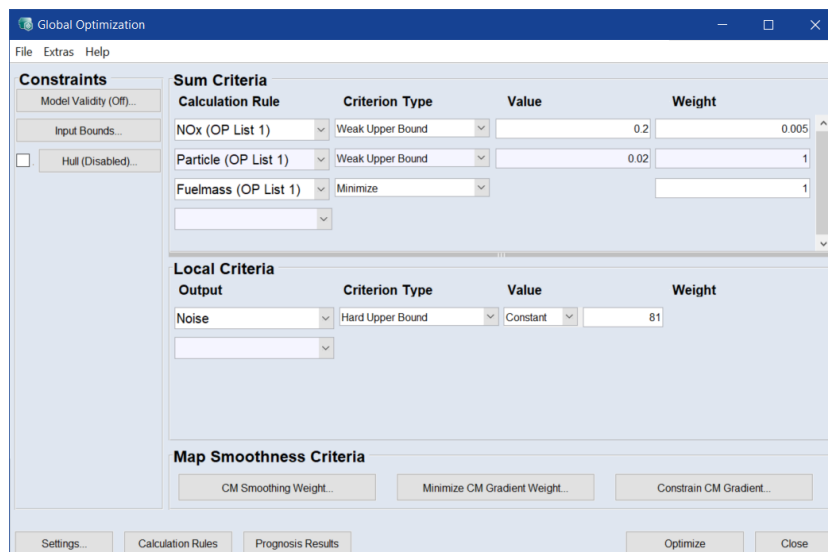 Global Optimization
File Extras Help
Constraints
Model Validity (Off)...
Input Bounds...
Hull (Disabled)...
Sum Criteria
Calculation Rule Criterion Type Value Weight
NOx (OP List 1) Weak Upper Bound 0.2 0.005
Particle (OP List 1) Weak Upper Bound 0.02 1
Fuelmass (OP List 1) Minimize 1
Local Criteria
Output Criterion Type Value Weight
Noise Hard Upper Bound Constant 81
Map Smoothness Criteria
CM Smoothing Weight... Minimize CM Gradient Weight... Constrain CM Gradient...
Settings... Calculation Rules Prognosis Results Optimize Close